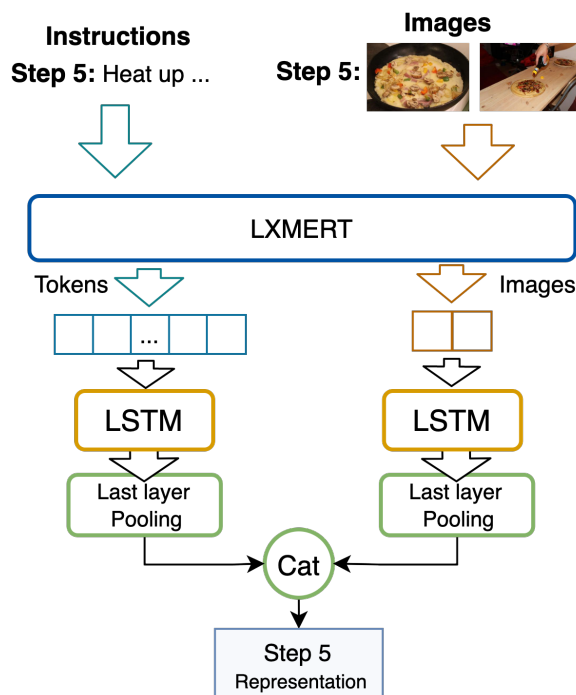 Instructions
Step 5: Heat up ...
Images
Step 5:
LXMERT
Tokens
Images
...
LSTM
LSTM
Last layer
Pooling
Last layer
Pooling
Cat
Step 5
Representation